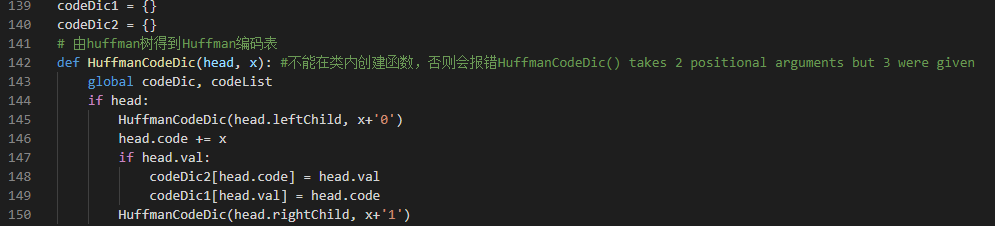 139 codeDic1 = {}
140 codeDic2 = {}
141 # 由huffman树得到Huffman编码表
142 def HuffmanCodeDic(head, x): #不能在类内创建函数，否则会报错HuffmanCodeDic() takes 2 positional arguments but 3 were given
143     global codeDic, codeList
144     if head:
145         HuffmanCodeDic(head.leftChild, x+'0')
146         head.code += x
147         if head.val:
148             codeDic2[head.code] = head.val
149             codeDic1[head.val] = head.code
150         HuffmanCodeDic(head.rightChild, x+'1')